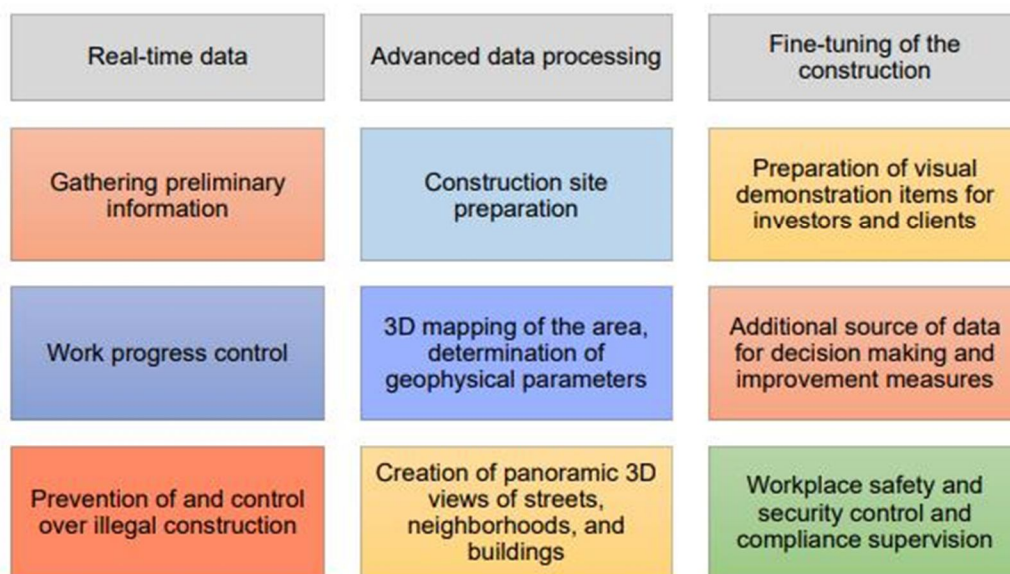 Real-time data
Advanced data processing
Fine-tuning of the
construction
Gathering preliminary
information
Construction site
preparation
Preparation of visual
demonstration items for
investors and clients
Work progress control
3D mapping of the area,
determination of
geophysical parameters
Additional source of data
for decision making and
improvement measures
Prevention of and control
over illegal construction
Creation of panoramic 3D
views of streets,
neighborhoods, and
buildings
Workplace safety and
security control and
compliance supervision